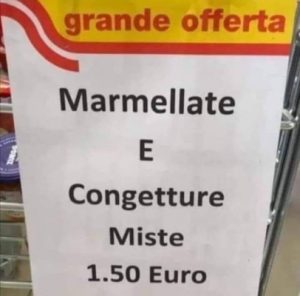 grande offerta
Marmellate
E
Congetture
Miste
1.50 Euro